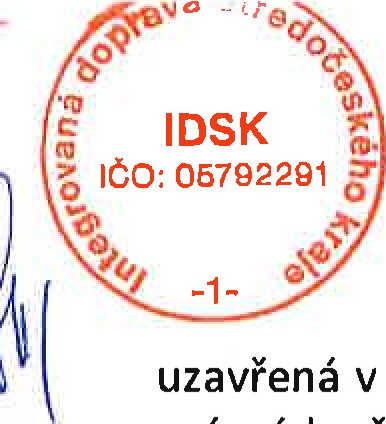 Integrovaná doprava Středočeského kraje
IDSK
IČO: 05792291
-1-
uzavřená v